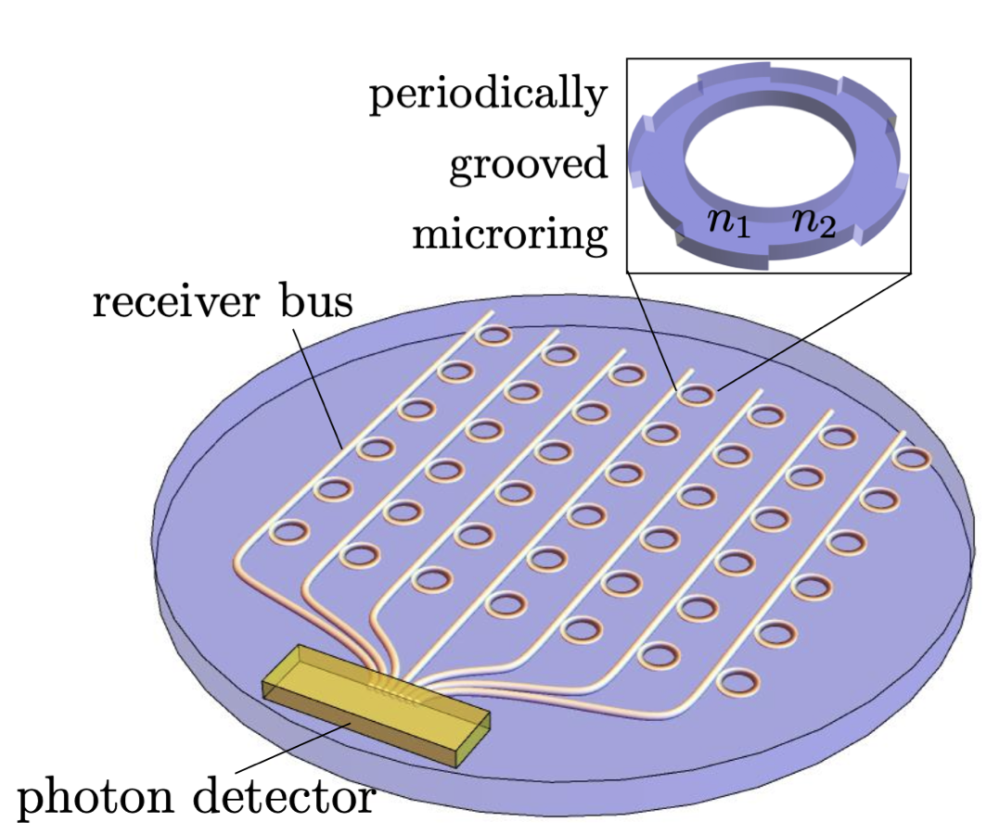 periodically
grooved
microring
n₁ n₂
receiver bus
photon detector